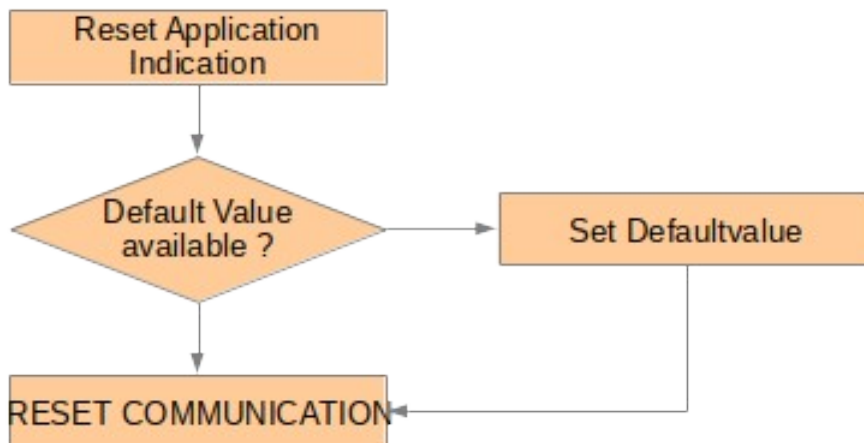 Reset Application
Indication
Default Value
available ?
Set Defaultvalue
RESET COMMUNICATION